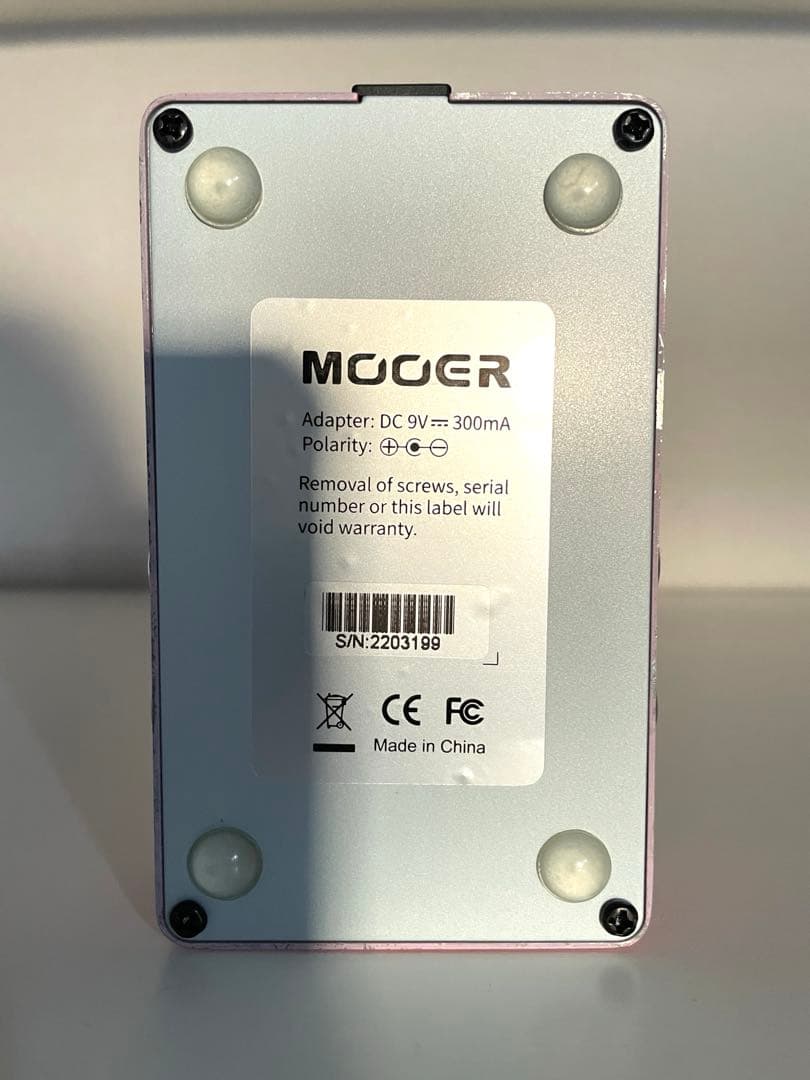 MOOER
Adapter: DC 9V⎓300mA
Polarity:
Removal of screws, serial
number or this label will
void warranty.
S/N:2203199
CE FC
Made in China